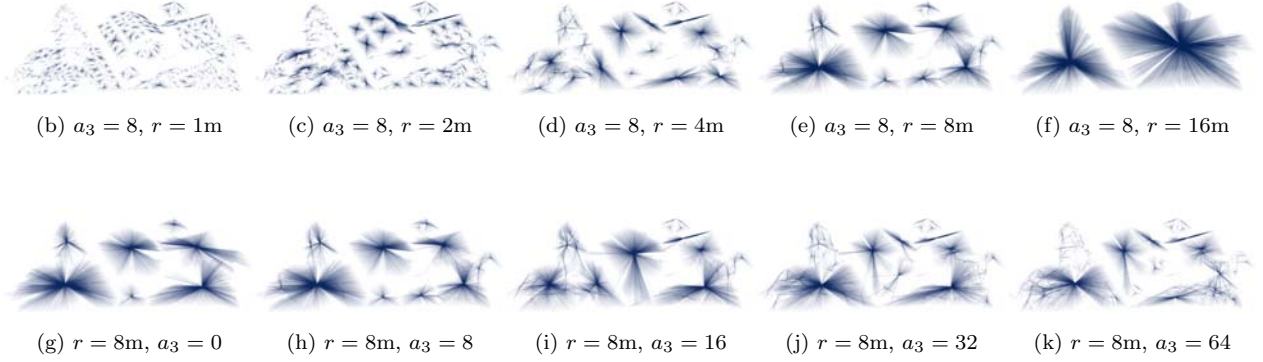 (b) a₃ = 8, r = 1m
(c) a₃ = 8, r = 2m
(d) a₃ = 8, r = 4m
(e) a₃ = 8, r = 8m
(f) a₃ = 8, r = 16m
(g) r = 8m, a₃ = 0
(h) r = 8m, a₃ = 8
(i) r = 8m, a₃ = 16
(j) r = 8m, a₃ = 32
(k) r = 8m, a₃ = 64